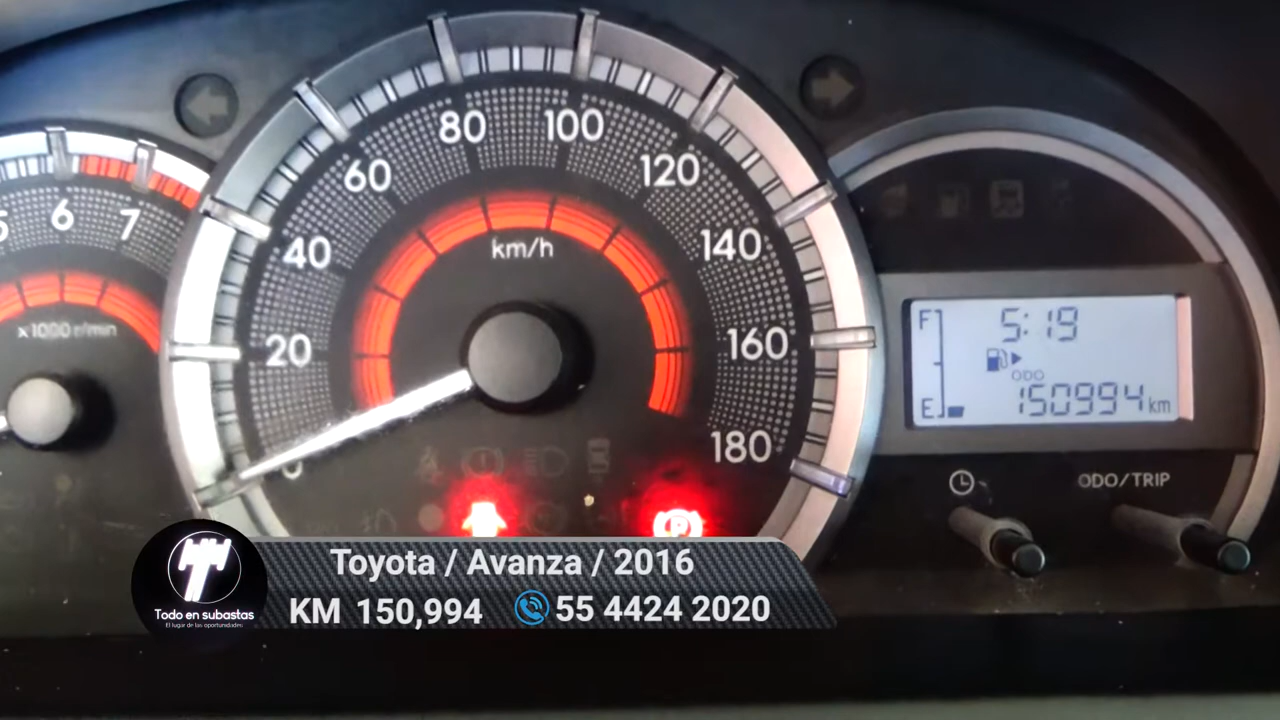 80 100
60 120
40 140
20 160
0 180
km/h
5 6 7
x1000 r/min
F
5:19
ODO
150994 km
E
ODO/TRIP
P
Toyota / Avanza / 2016
KM 150,994 55 4424 2020
Todo en subastas
El lugar de las oportunidades